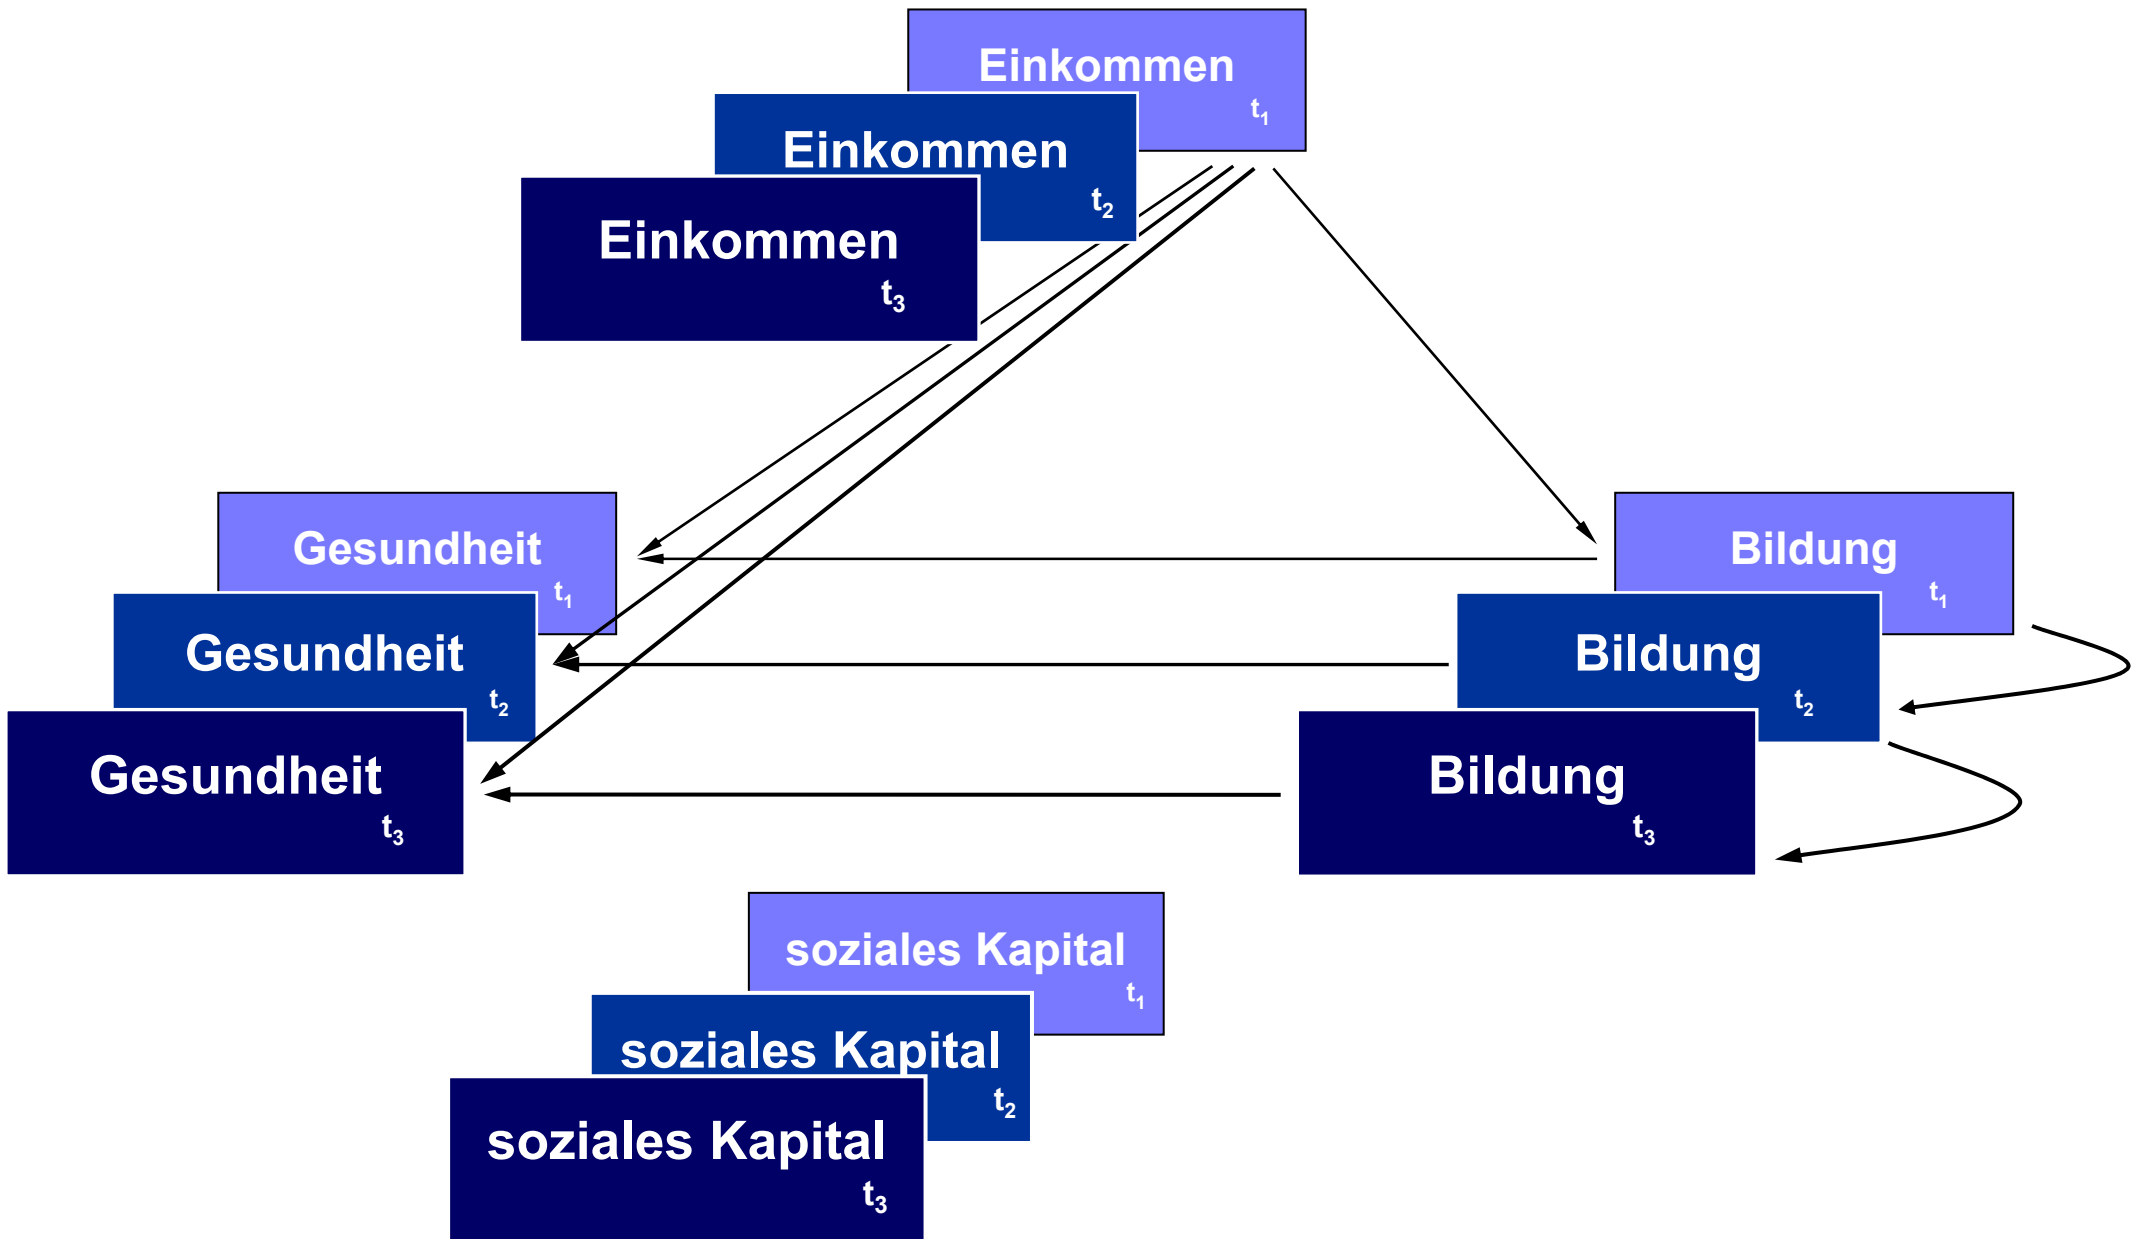 Einkommen
t₁
Einkommen
t₂
Einkommen
t₃
Gesundheit
t₁
Gesundheit
t₂
Gesundheit
t₃
Bildung
t₁
Bildung
t₂
Bildung
t₃
soziales Kapital
t₁
soziales Kapital
t₂
soziales Kapital
t₃